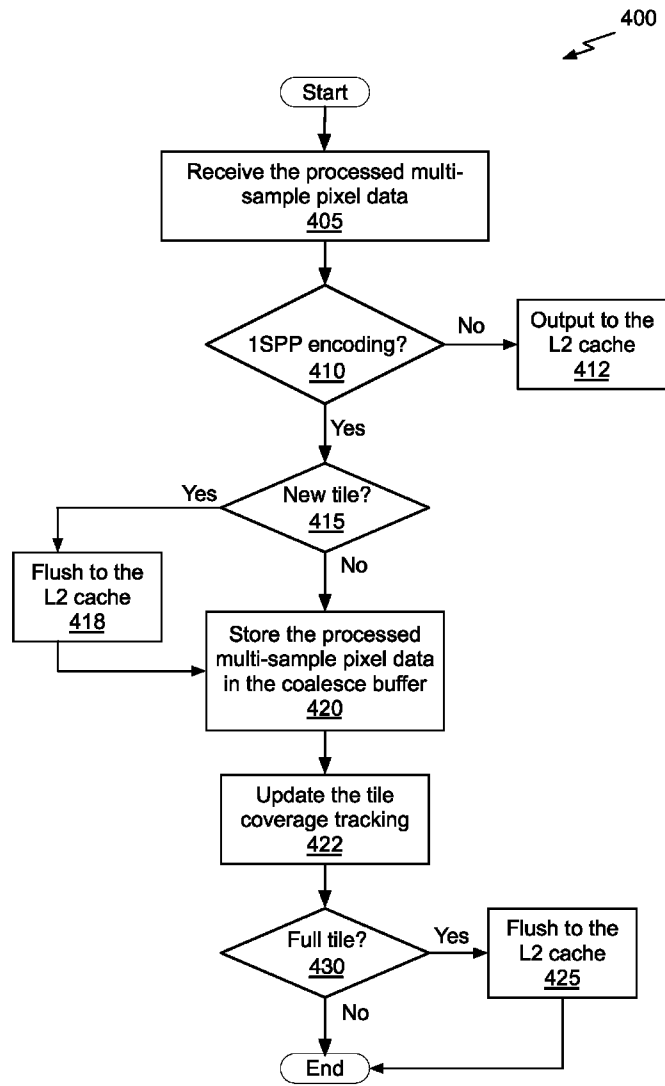 400
Start
Receive the processed multi-
sample pixel data
405
1SPP encoding?
410
No
Output to the
L2 cache
412
Yes
New tile?
415
Yes
No
Flush to the
L2 cache
418
Store the processed
multi-sample pixel data
in the coalesce buffer
420
Update the tile
coverage tracking
422
Full tile?
430
Yes
Flush to the
L2 cache
425
No
End